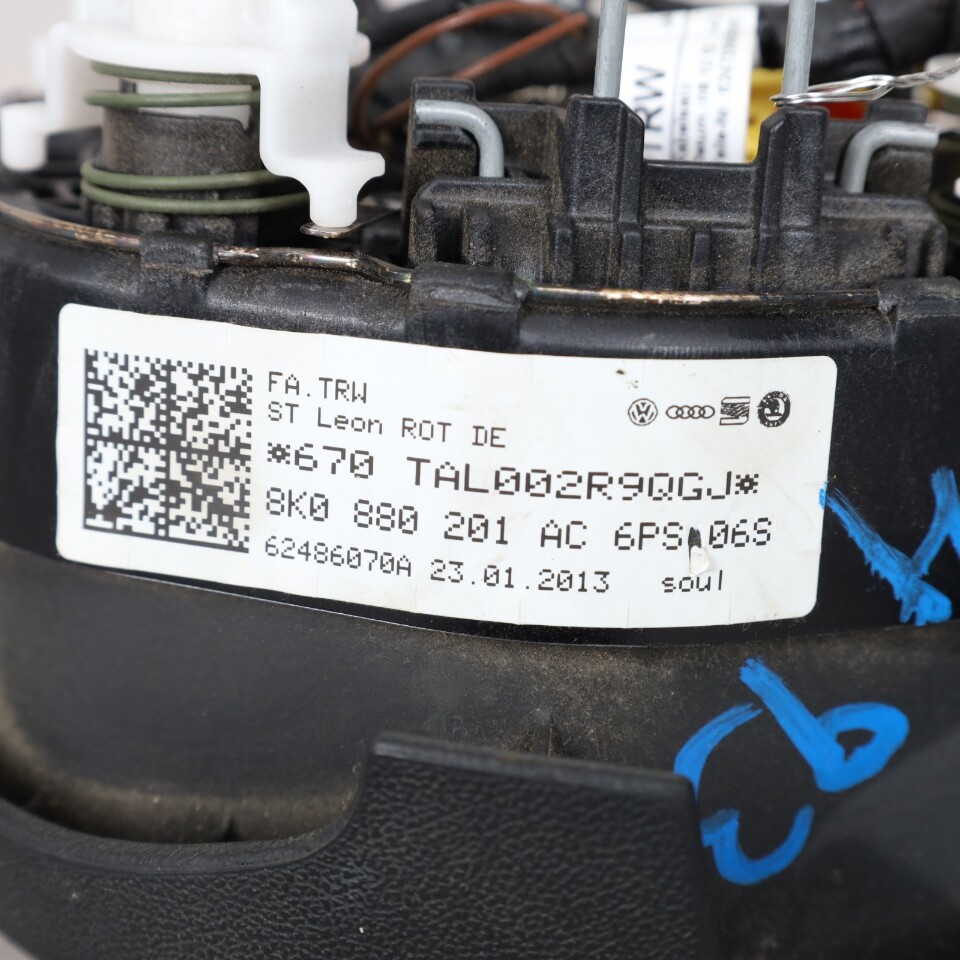 TRW
FA.TRW
ST Leon ROT DE
*670 TAL002R9QGJ*
8K0 880 201 AC 6PS 06S
62486070A 23.01.2013 soul